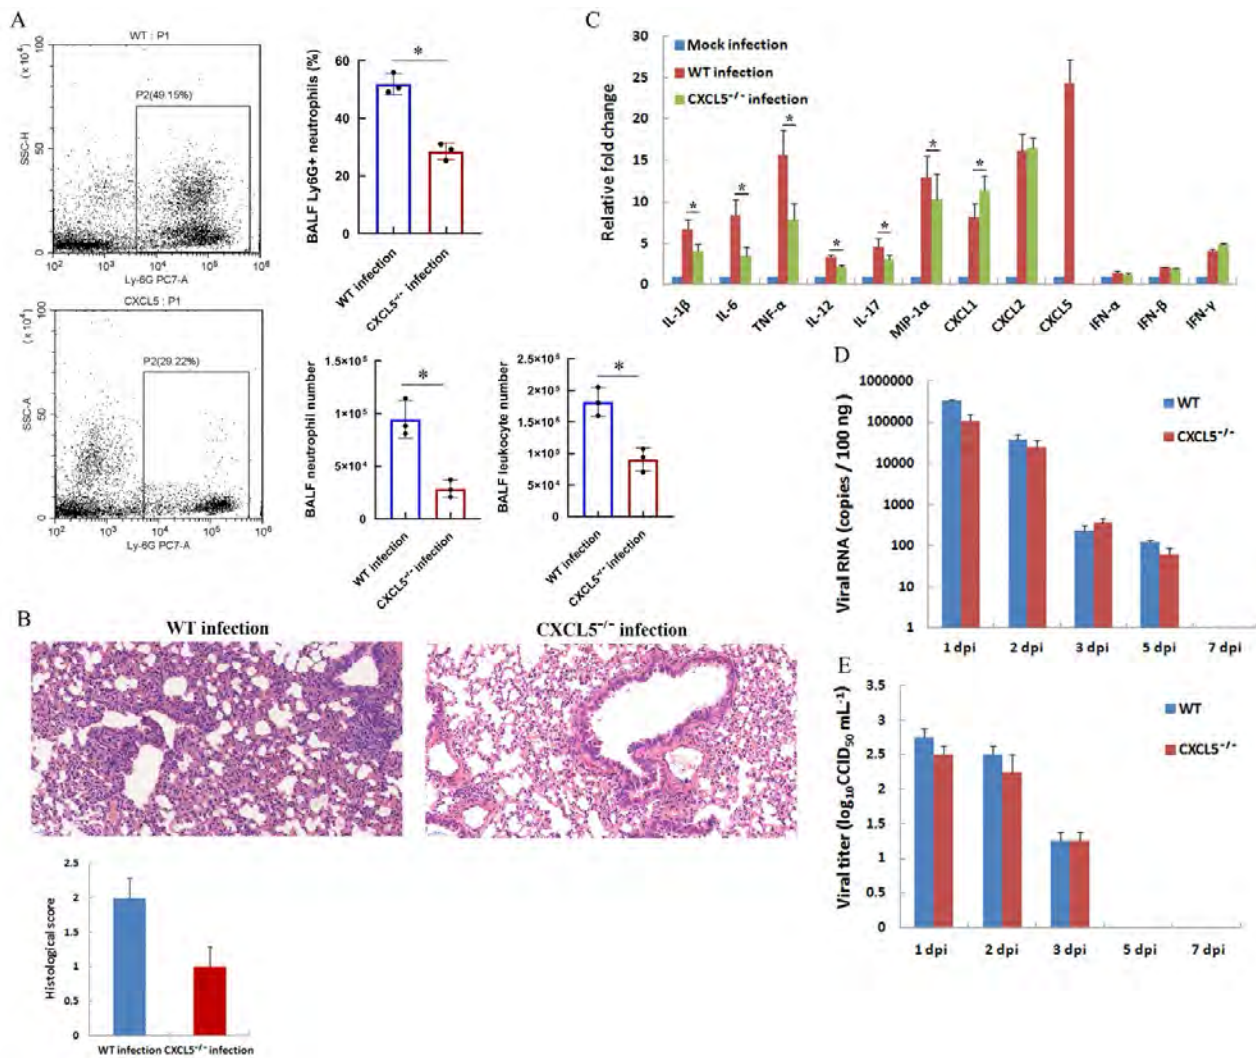 A
WT : P1
(x 10⁴)
100
50
0
SSC-H
P2(49.15%)
10² 10³ 10⁴ 10⁵ 10⁶
Ly-6G PC7-A
BALF Ly6G+ neutrophils (%)
60
40
20
0
*
WT infection
CXCL5⁻/⁻ infection
CXCL5 : P1
(x 10⁴)
100
50
0
SSC-A
P2(29.22%)
10² 10³ 10⁴ 10⁵ 10⁶
Ly-6G PC7-A
BALF neutrophil number
1.5×10⁵
1×10⁵
5×10⁴
0
*
WT infection
CXCL5⁻/⁻ infection
BALF leukocyte number
2.5×10⁵
2×10⁵
1.5×10⁵
1×10⁵
5×10⁴
0
*
WT infection
CXCL5⁻/⁻ infection
B
WT infection
CXCL5⁻/⁻ infection
Histological score
2.5
2
1.5
1
0.5
0
WT infection CXCL5⁻/⁻ infection
C
Relative fold change
30
25
20
15
10
5
0
Mock infection
WT infection
CXCL5⁻/⁻ infection
* * * * * * *
IL-1β IL-6 TNF-α IL-12 IL-17 MIP-1α CXCL1 CXCL2 CXCL5 IFN-α IFN-β IFN-γ
D
Viral RNA (copies / 100 ng )
1000000
100000
10000
1000
100
10
1
WT
CXCL5⁻/⁻
1 dpi 2 dpi 3 dpi 5 dpi 7 dpi
E
Viral titer (log₁₀CCID₅₀ mL⁻¹)
3.5
3
2.5
2
1.5
1
0.5
0
WT
CXCL5⁻/⁻
1 dpi 2 dpi 3 dpi 5 dpi 7 dpi